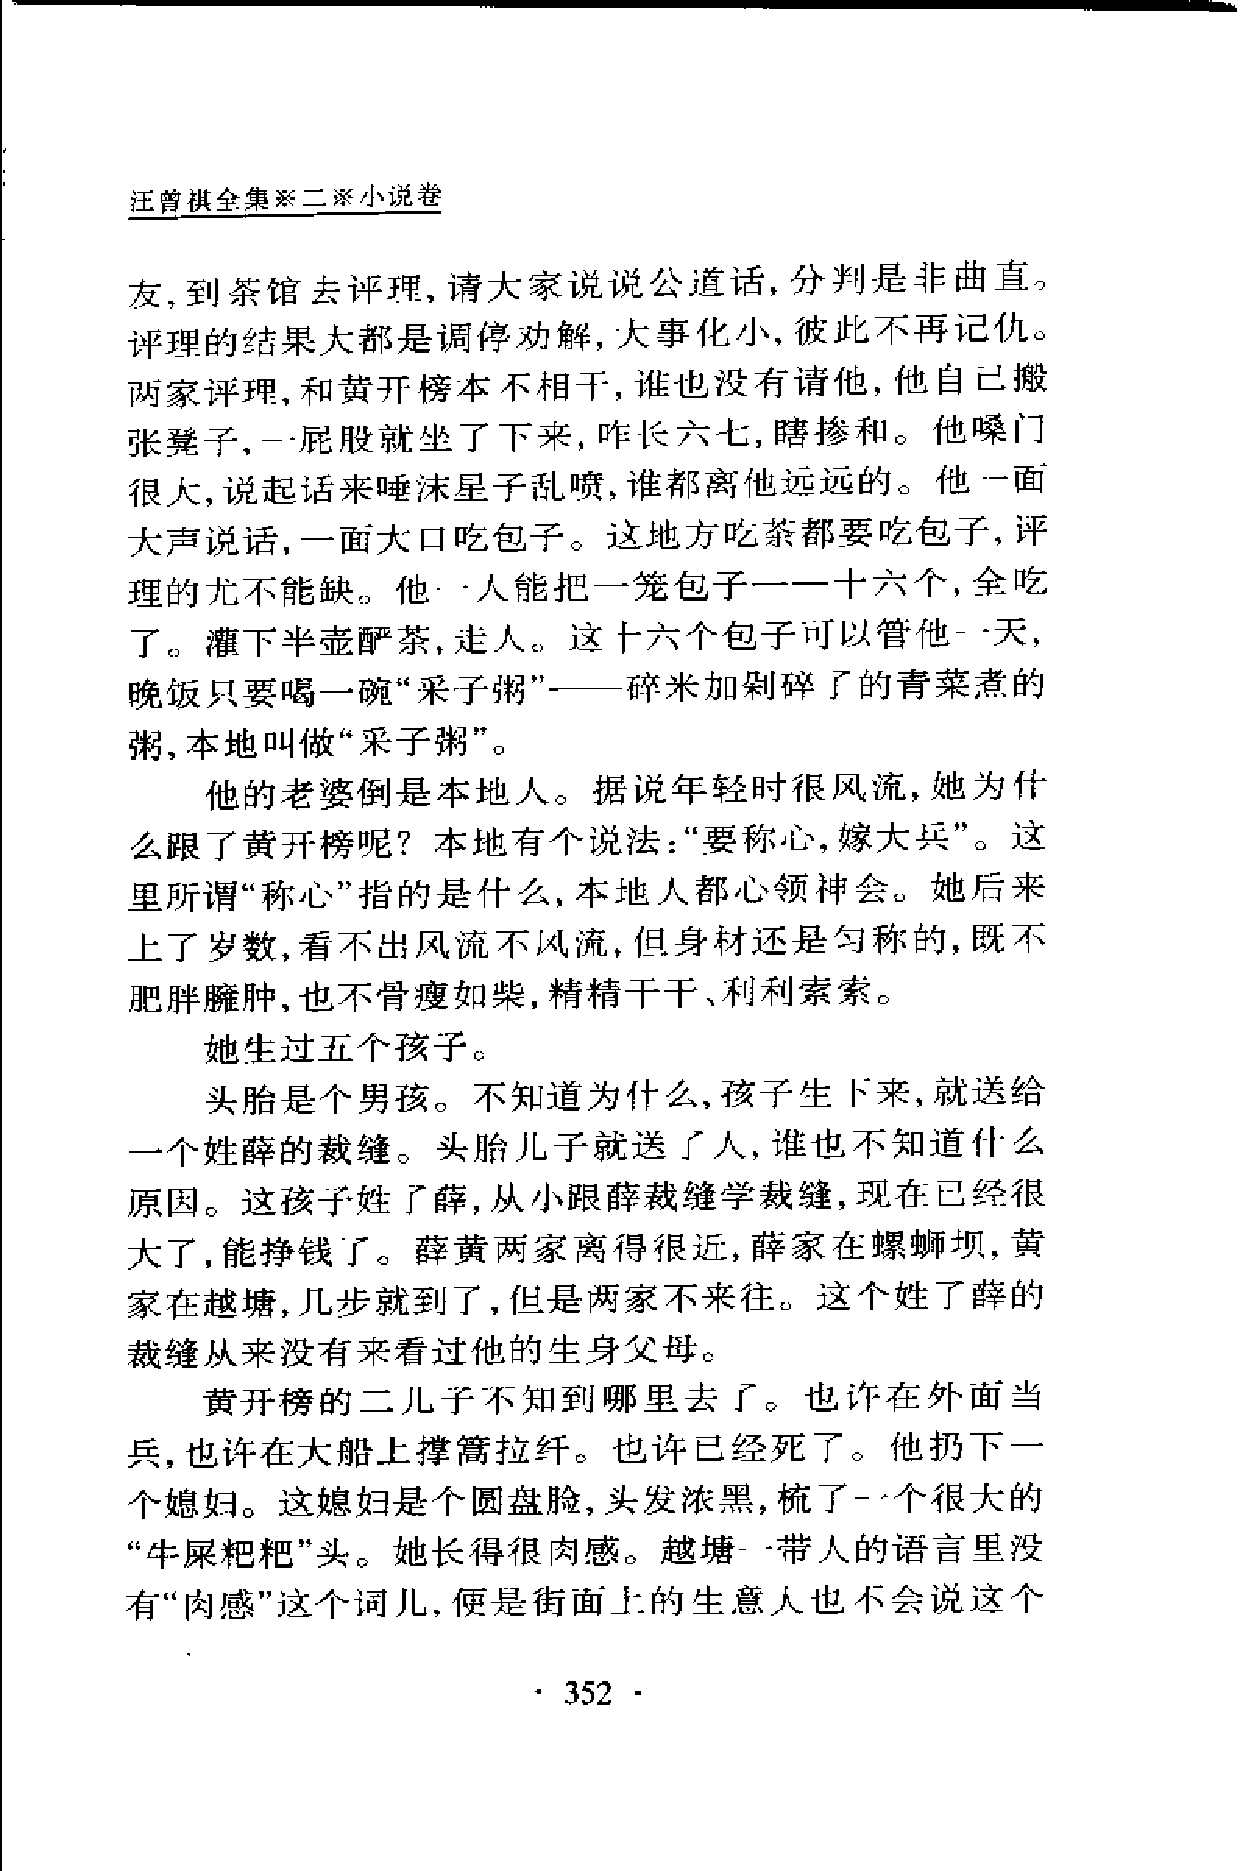 汪曾祺全集※二※小说卷
友,到茶馆去评理,请大家说说公道话,分判是非曲直。
评理的结果大都是调停劝解,大事化小,彼此不再记仇。
两家评理,和黄开榜本不相干,谁也没有请他,他自己搬
张凳子,一屁股就坐了下来,咋长六七,瞎掺和。他嗓门
很大,说起话来唾沫星子乱喷,谁都离他远远的。他一面
大声说话,一面大口吃包子。这地方吃茶都要吃包子,评
理的尤不能缺。他一人能把一笼包子——十六个,全吃
了。灌下半壶酽茶,走人。这十六个包子可以管他一天,
晚饭只要喝一碗“采子粥”——碎米加剁碎了的青菜煮的
粥,本地叫做“采子粥”。
他的老婆倒是本地人。据说年轻时很风流,她为什
么跟了黄开榜呢?本地有个说法:“要称心,嫁大兵”。这
里所谓“称心”指的是什么,本地人都心领神会。她后来
上了岁数,看不出风流不风流,但身材还是匀称的,既不
肥胖臃肿,也不骨瘦如柴,精精干干、利利索索。
她生过五个孩子。
头胎是个男孩。不知道为什么,孩子生下来,就送给
一个姓薛的裁缝。头胎儿子就送了人,谁也不知道什么
原因。这孩子姓了薛,从小跟薛裁缝学裁缝,现在已经很
大了,能挣钱了。薛黄两家离得很近,薛家在螺蛳坝,黄
家在越塘,几步就到了,但是两家不来往。这个姓了薛的
裁缝从来没有来看过他的生身父母。
黄开榜的二儿子不知到哪里去了。也许在外面当
兵,也许在大船上撑篙拉纤。也许已经死了。他扔下一
个媳妇。这媳妇是个圆盘脸,头发浓黑,梳了一个很大的
“牛屎粑粑”头。她长得很肉感。越塘一带人的语言里没
有“肉感”这个词儿,便是街面上的生意人也不会说这个
· 352 ·